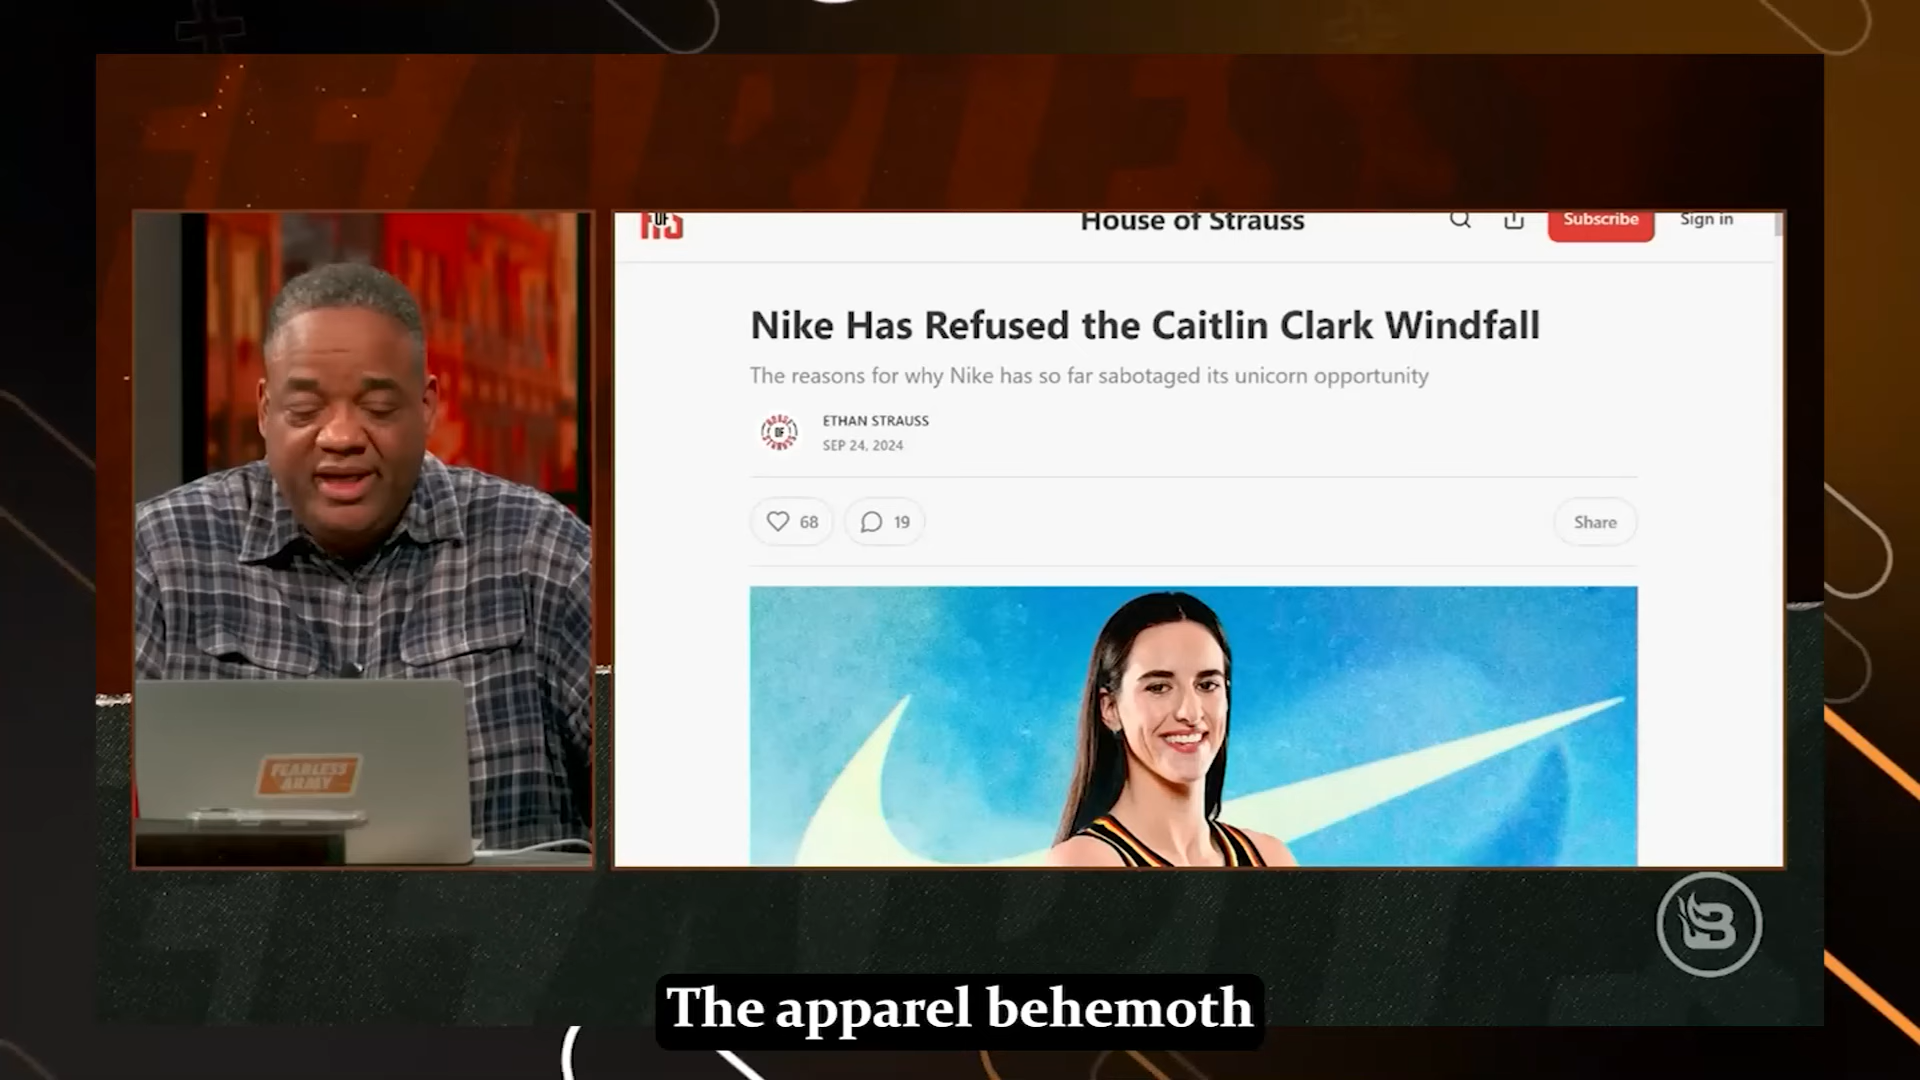 FEARLESS
House of Strauss
Subscribe
Sign in
Nike Has Refused the Caitlin Clark Windfall
The reasons for why Nike has so far sabotaged its unicorn opportunity
ETHAN STRAUSS
SEP 24, 2024
68
19
Share
FEARLESS
ARMY
B
The apparel behemoth